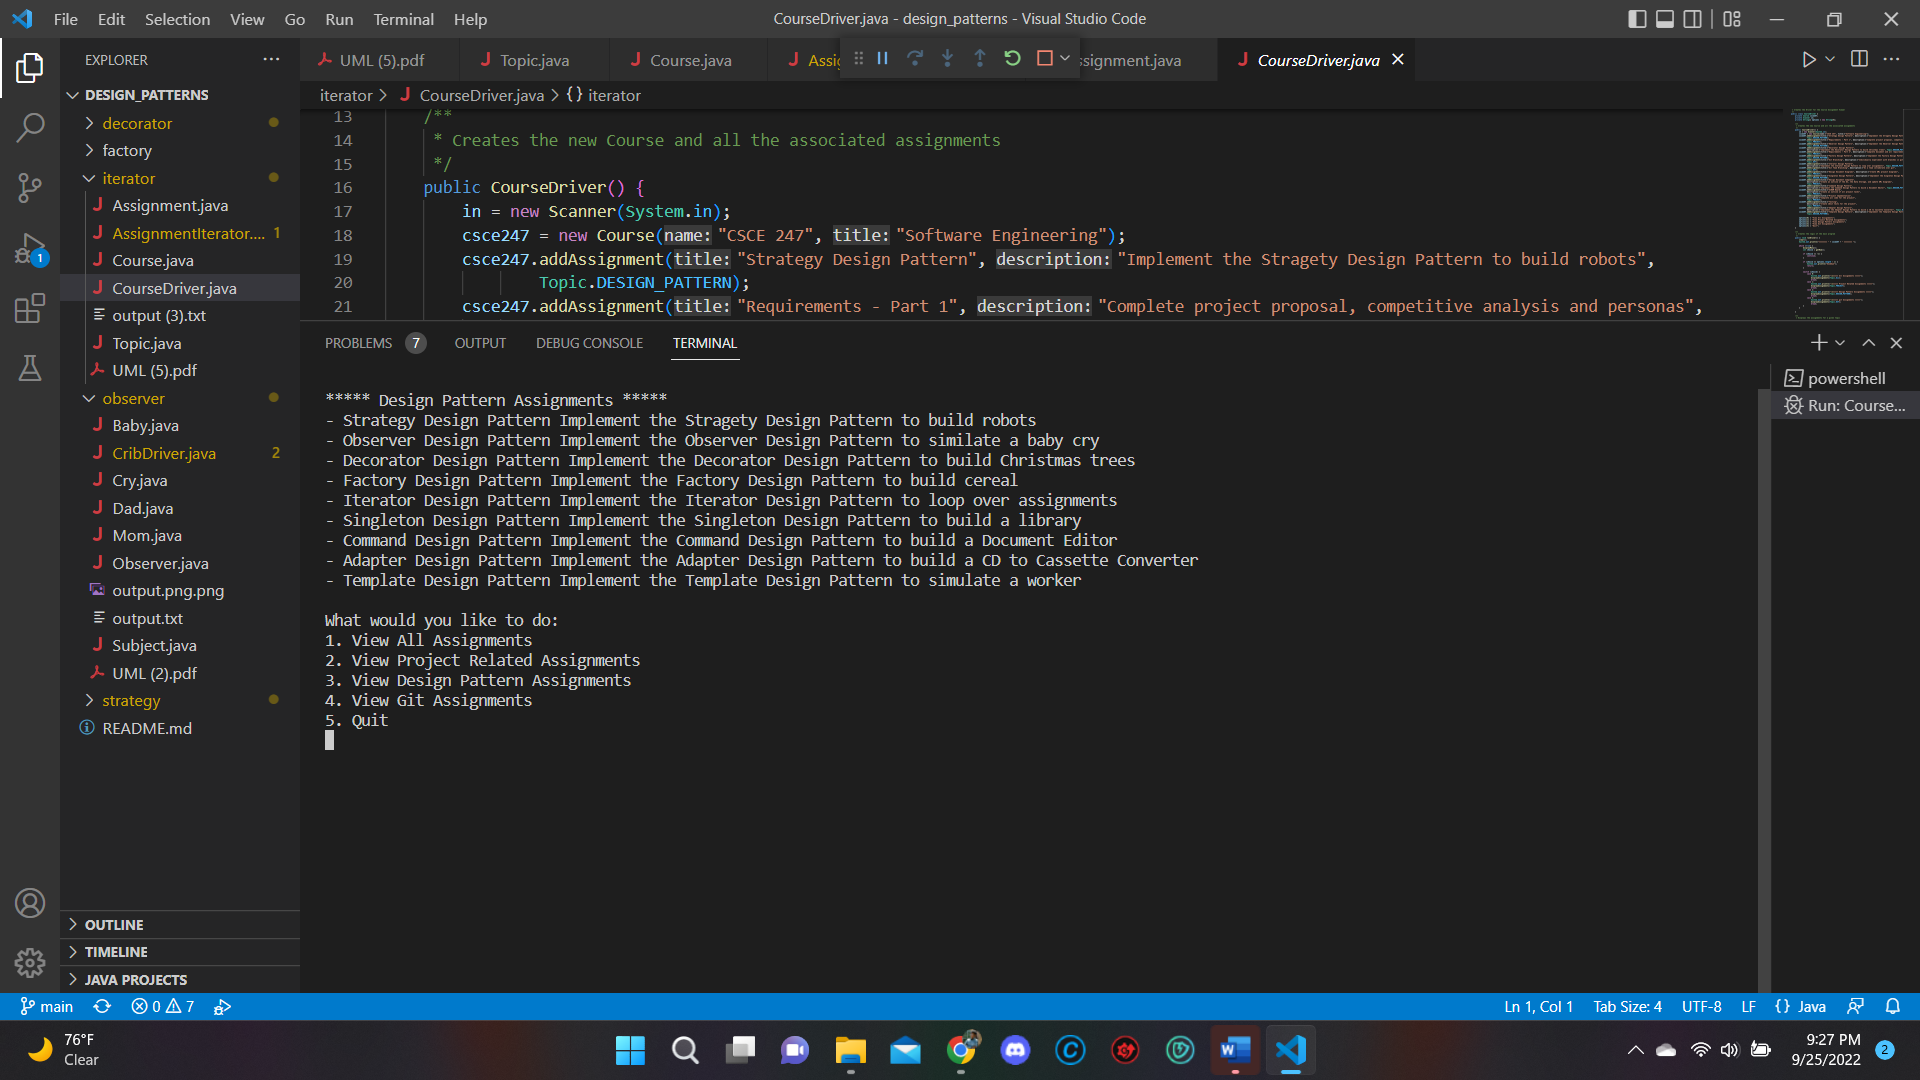 File Edit Selection View Go Run Terminal Help
CourseDriver.java - design_patterns - Visual Studio Code
EXPLORER
DESIGN_PATTERNS
decorator
factory
iterator
Assignment.java
AssignmentIterator.... 1
Course.java
CourseDriver.java
output (3).txt
Topic.java
UML (5).pdf
observer
Baby.java
CribDriver.java 2
Cry.java
Dad.java
Mom.java
Observer.java
output.png.png
output.txt
Subject.java
UML (2).pdf
strategy
README.md
OUTLINE
TIMELINE
JAVA PROJECTS
1
UML (5).pdf Topic.java Course.java Assi ssignment.java CourseDriver.java
iterator > CourseDriver.java > {} iterator
13 /**
14 * Creates the new Course and all the associated assignments
15 */
16 public CourseDriver() {
17 in = new Scanner(System.in);
18 csce247 = new Course(name: "CSCE 247", title: "Software Engineering");
19 csce247.addAssignment(title: "Strategy Design Pattern", description: "Implement the Stragety Design Pattern to build robots",
20 Topic.DESIGN_PATTERN);
21 csce247.addAssignment(title: "Requirements - Part 1", description: "Complete project proposal, competitive analysis and personas",
PROBLEMS 7 OUTPUT DEBUG CONSOLE TERMINAL
powershell
Run: Course...
***** Design Pattern Assignments *****
- Strategy Design Pattern Implement the Stragety Design Pattern to build robots
- Observer Design Pattern Implement the Observer Design Pattern to similate a baby cry
- Decorator Design Pattern Implement the Decorator Design Pattern to build Christmas trees
- Factory Design Pattern Implement the Factory Design Pattern to build cereal
- Iterator Design Pattern Implement the Iterator Design Pattern to loop over assignments
- Singleton Design Pattern Implement the Singleton Design Pattern to build a library
- Command Design Pattern Implement the Command Design Pattern to build a Document Editor
- Adapter Design Pattern Implement the Adapter Design Pattern to build a CD to Cassette Converter
- Template Design Pattern Implement the Template Design Pattern to simulate a worker
What would you like to do:
1. View All Assignments
2. View Project Related Assignments
3. View Design Pattern Assignments
4. View Git Assignments
5. Quit
main 0 7
Ln 1, Col 1 Tab Size: 4 UTF-8 LF {} Java
76°F
Clear
9:27 PM
9/25/2022
2